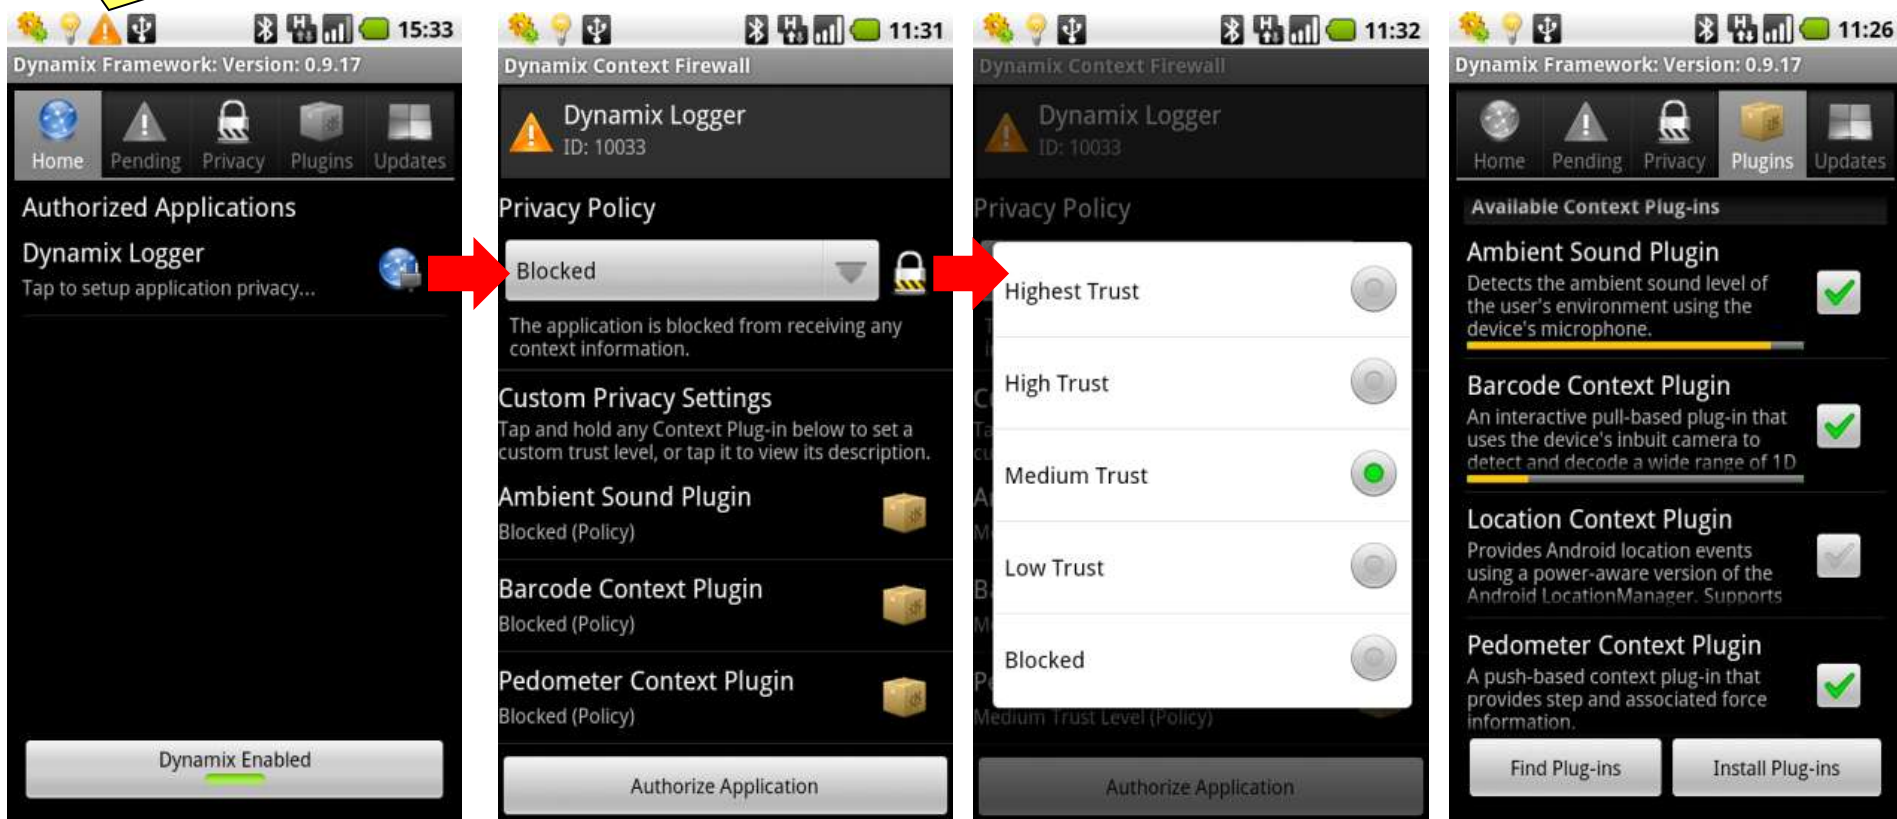 15:33
Dynamix Framework: Version: 0.9.17
Home Pending Privacy Plugins Updates
Authorized Applications
Dynamix Logger
Tap to setup application privacy...
Dynamix Enabled
H 11:31
Dynamix Context Firewall
Dynamix Logger
ID: 10033
Privacy Policy
Blocked
The application is blocked from receiving any
context information.
Custom Privacy Settings
Tap and hold any Context Plug-in below to set a
custom trust level, or tap it to view its description.
Ambient Sound Plugin
Blocked (Policy)
Barcode Context Plugin
Blocked (Policy)
Pedometer Context Plugin
Blocked (Policy)
Authorize Application
H 11:32
Dynamix Context Firewall
Dynamix Logger
ID: 10033
Privacy Policy
Highest Trust
High Trust
Medium Trust
Low Trust
Blocked
Medium Trust Level (Policy)
Authorize Application
H 11:26
Dynamix Framework: Version: 0.9.17
Home Pending Privacy Plugins Updates
Available Context Plug-ins
Ambient Sound Plugin
Detects the ambient sound level of
the user's environment using the
device's microphone.
Barcode Context Plugin
An interactive pull-based plug-in that
uses the device's inbuit camera to
detect and decode a wide range of 1D
Location Context Plugin
Provides Android location events
using a power-aware version of the
Android LocationManager. Supports
Pedometer Context Plugin
A push-based context plug-in that
provides step and associated force
information.
Find Plug-ins
Install Plug-ins